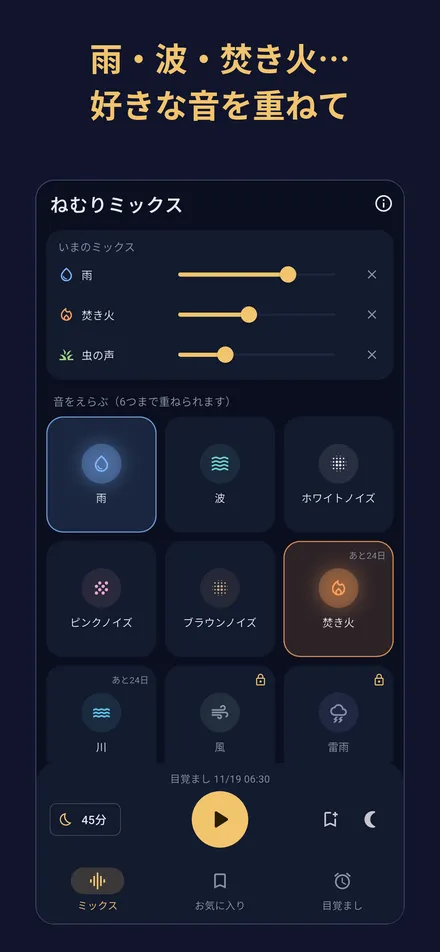 雨・波・焚き火…
好きな音を重ねて
ねむりミックス
いまのミックス
雨
焚き火
虫の声
音をえらぶ（6つまで重ねられます）
雨
波
ホワイトノイズ
ピンクノイズ
ブラウンノイズ
あと24日
焚き火
あと24日
川
風
雷雨
目覚まし 11/19 06:30
45分
ミックス
お気に入り
目覚まし